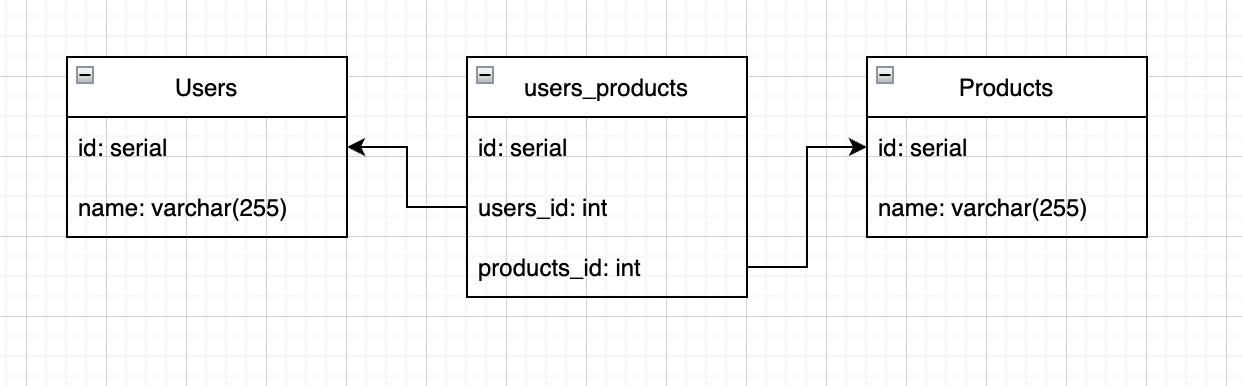 Users
id: serial
name: varchar(255)
users_products
id: serial
users_id: int
products_id: int
Products
id: serial
name: varchar(255)